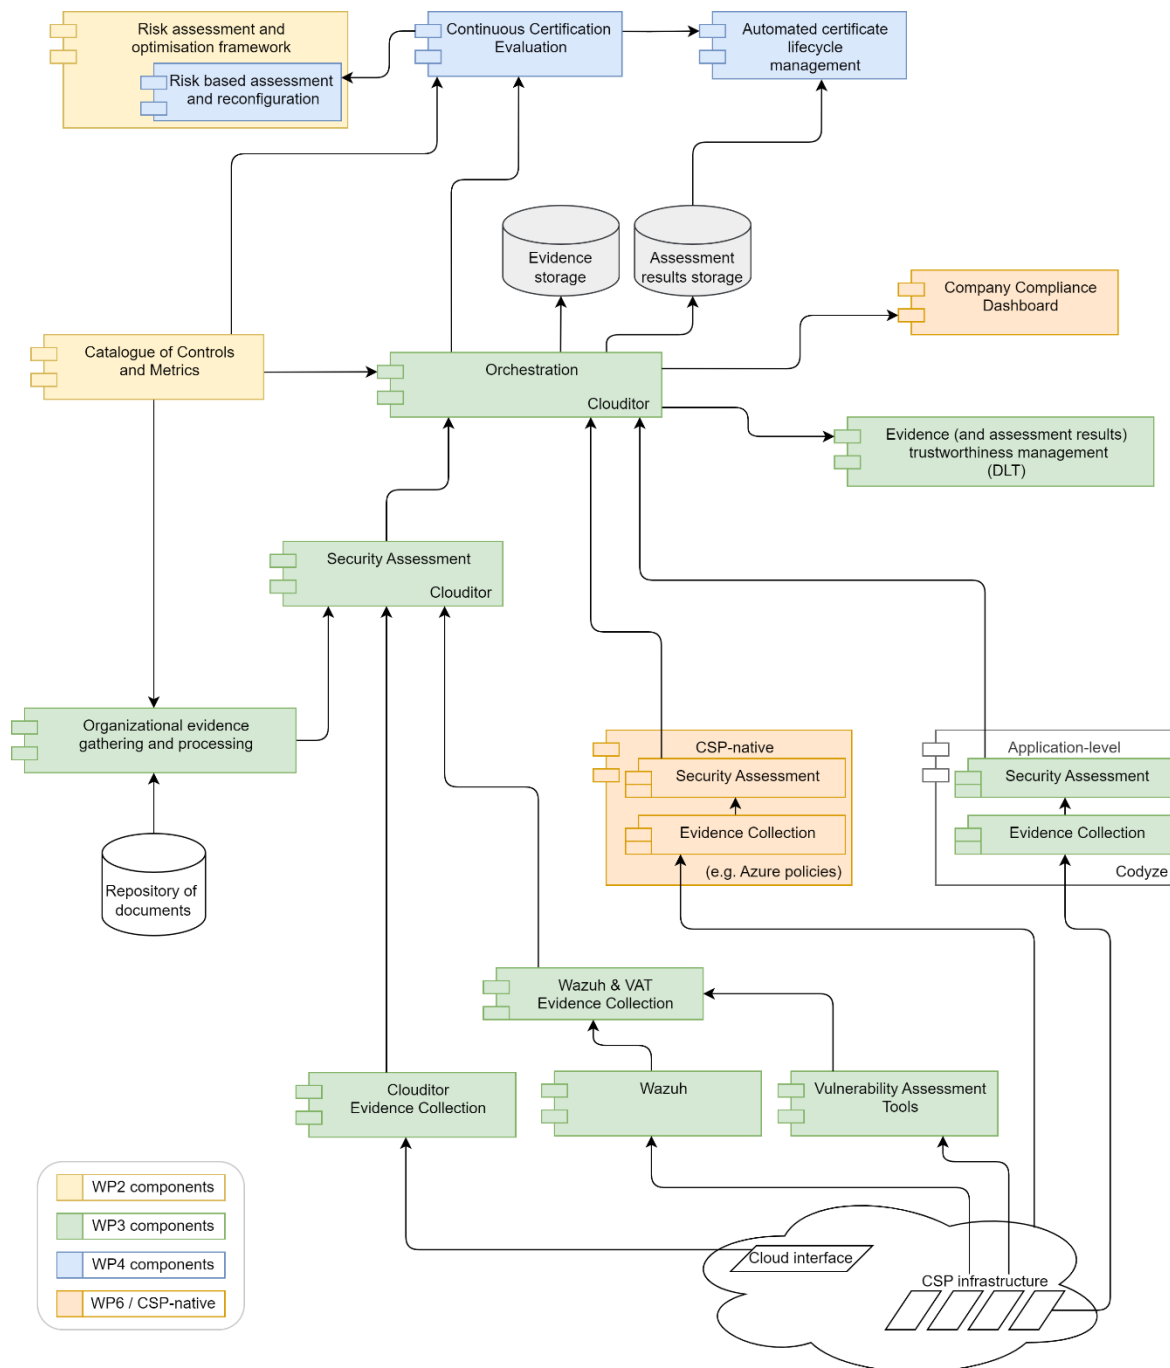 Risk assessment and
optimisation framework
Risk based assessment
and reconfiguration
Continuous Certification
Evaluation
Automated certificate
lifecycle
management
Evidence
storage
Assessment
results storage
Company Compliance
Dashboard
Catalogue of Controls
and Metrics
Orchestration
Clouditor
Evidence (and assessment results)
trustworthiness management
(DLT)
Security Assessment
Clouditor
Organizational evidence
gathering and processing
Repository of
documents
CSP-native
Security Assessment
Evidence Collection
(e.g. Azure policies)
Application-level
Security Assessment
Evidence Collection
Codyze
Wazuh & VAT
Evidence Collection
Clouditor
Evidence Collection
Wazuh
Vulnerability Assessment
Tools
Cloud interface
CSP infrastructure
WP2 components
WP3 components
WP4 components
WP6 / CSP-native